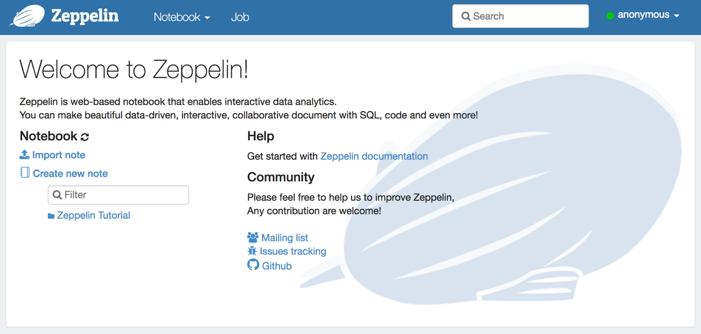 Zeppelin
Notebook
Job
Search
anonymous
Welcome to Zeppelin!
Zeppelin is web-based notebook that enables interactive data analytics.
You can make beautiful data-driven, interactive, collaborative document with SQL, code and even more!
Notebook
Import note
Create new note
Filter
Zeppelin Tutorial
Help
Get started with Zeppelin documentation
Community
Please feel free to help us to improve Zeppelin,
Any contribution are welcome!
Mailing list
Issues tracking
Github